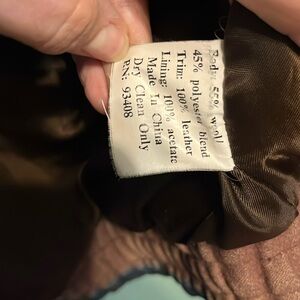 Body: 55% wool/
45% polyester blend
Trim: 100% leather
Lining: 100% acetate
Made In China
Dry Clean Only
RN: 93408